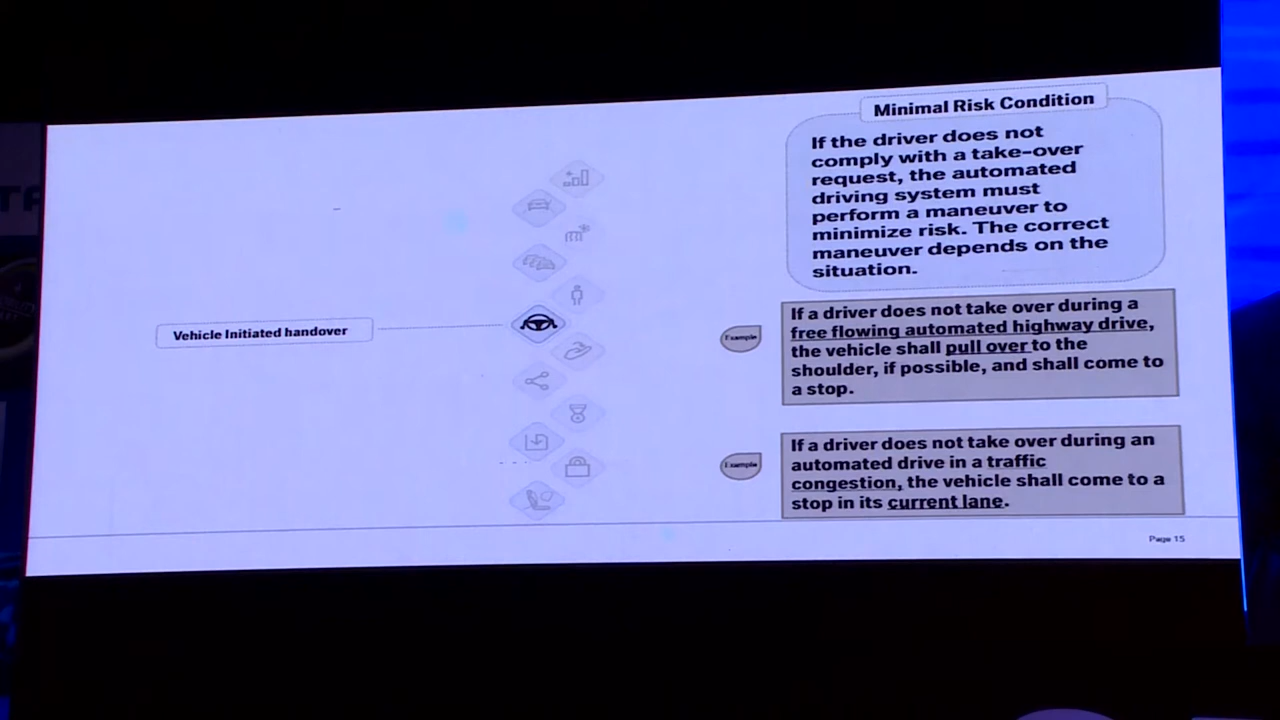 Minimal Risk Condition
If the driver does not
comply with a take-over
request, the automated
driving system must
perform a maneuver to
minimize risk. The correct
maneuver depends on the
situation.
Vehicle Initiated handover
Example
If a driver does not take over during a
free flowing automated highway drive,
the vehicle shall pull over to the
shoulder, if possible, and shall come to
a stop.
Example
If a driver does not take over during an
automated drive in a traffic
congestion, the vehicle shall come to a
stop in its current lane.
Page 15